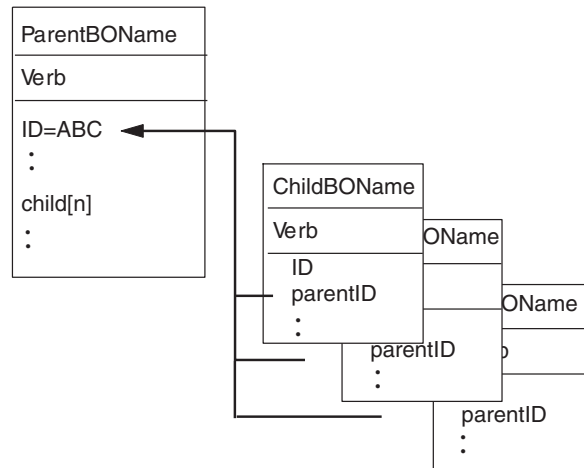 ParentBOName
Verb
ID=ABC
:
child[n]
:
ChildBOName
Verb
ID
parentID
:
OName
parentID
:
OName
parentID
: